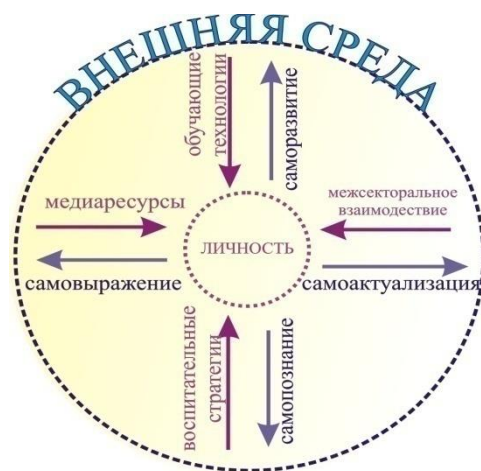 ВНЕШНЯЯ СРЕДА
обучающие
технологии
саморазвитие
медиаресурсы
межсекторальное
взаимодествие
ЛИЧНОСТЬ
самовыражение
самоактуализация
воспитательные
стратегии
самопознание